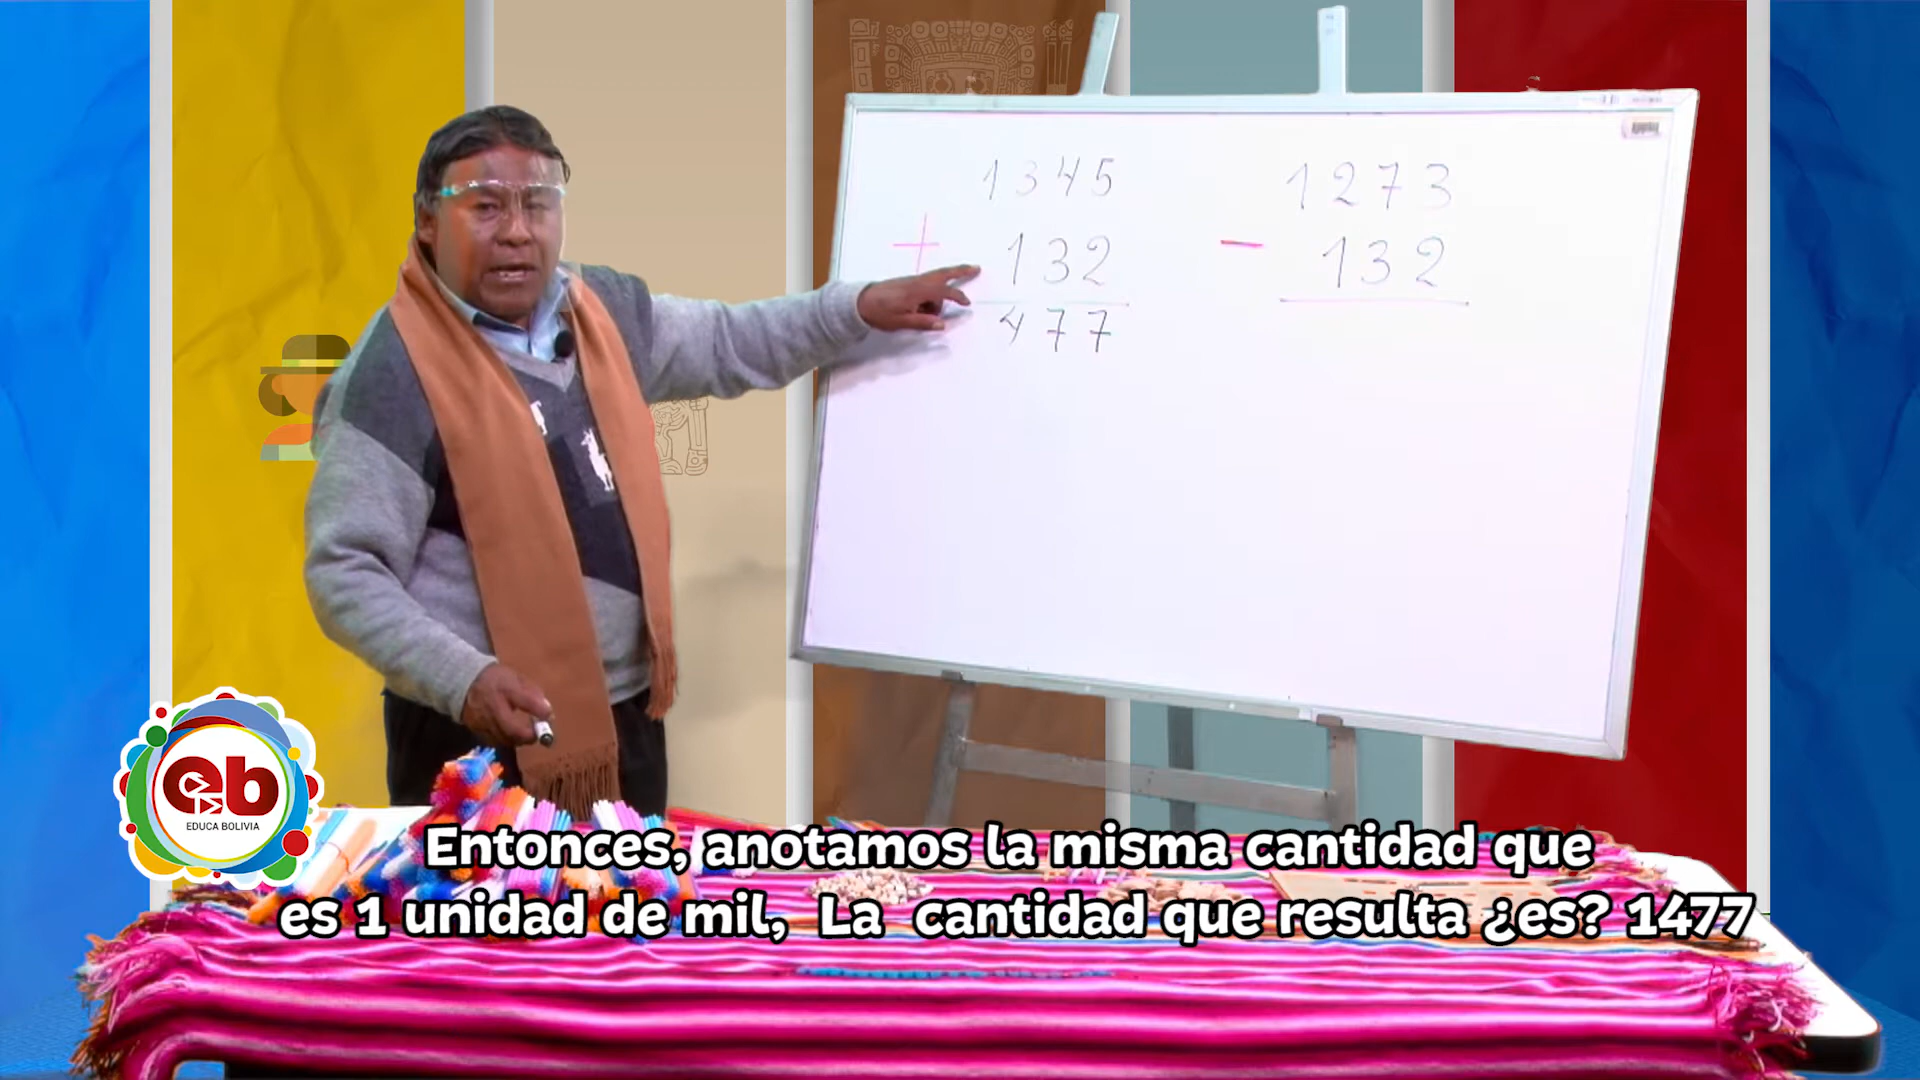 1345
+ 132
477
1273
- 132
eb
EDUCA BOLIVIA
Entonces, anotamos la misma cantidad que
es 1 unidad de mil, La cantidad que resulta ¿es? 1477